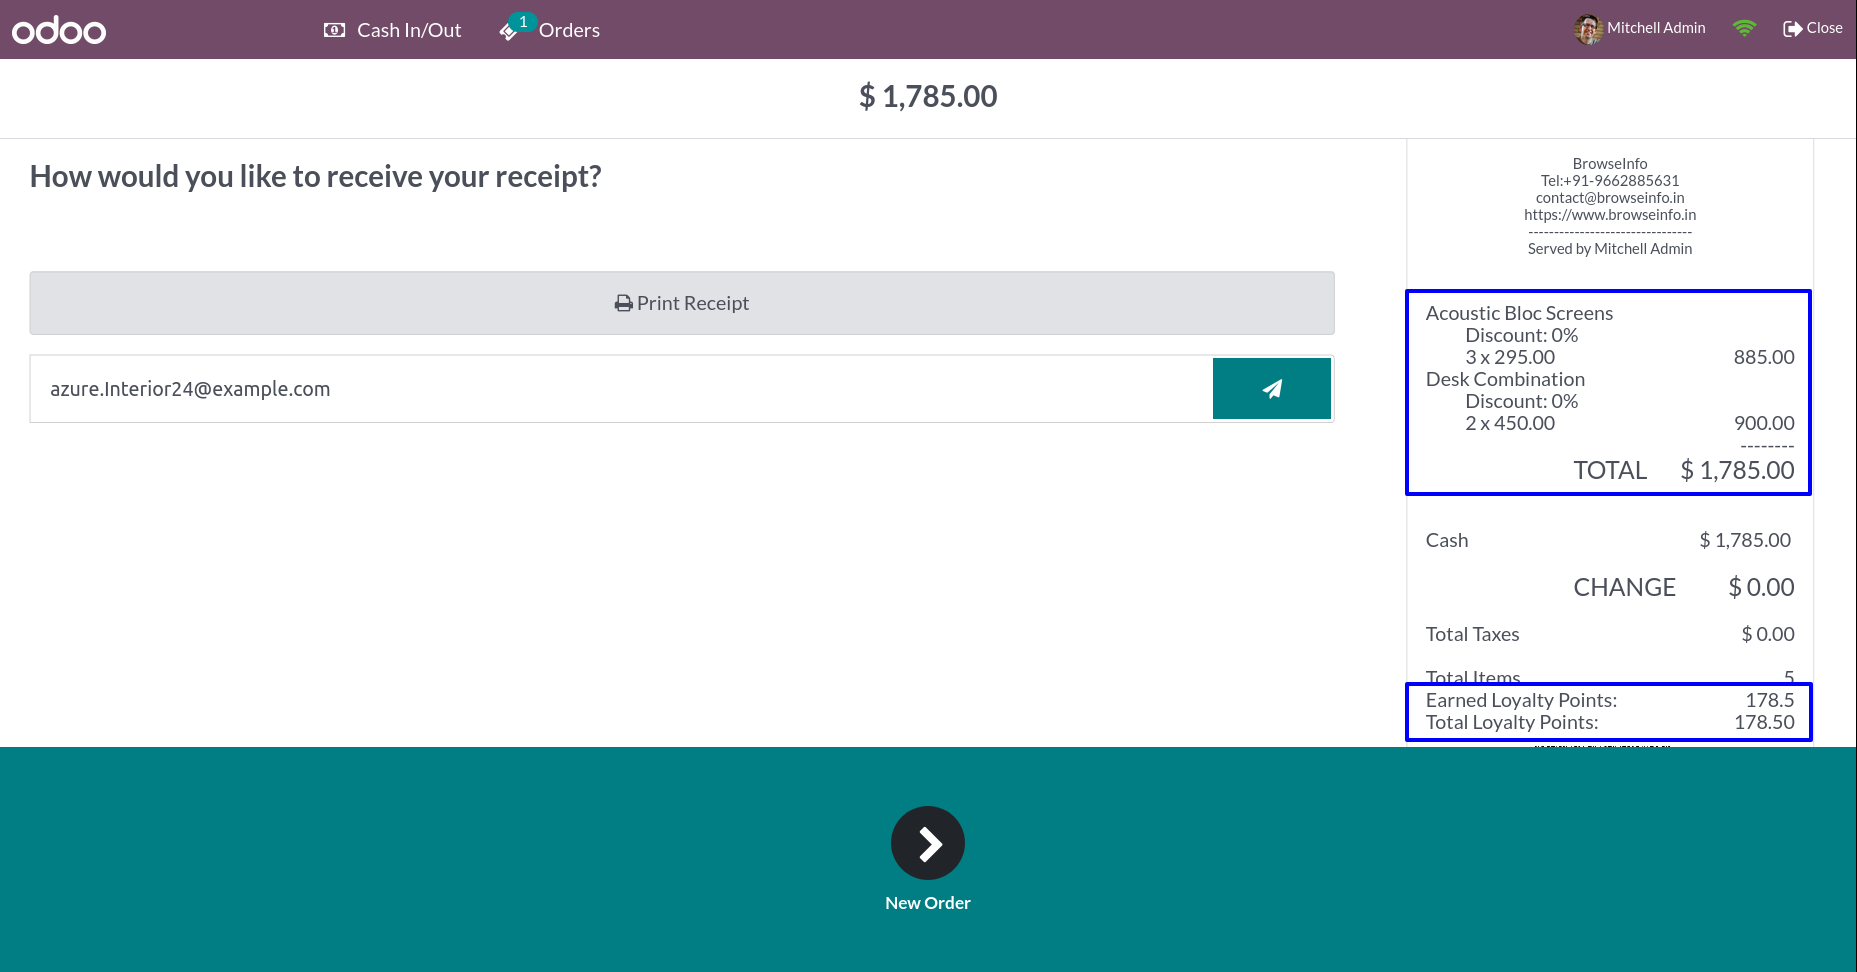 odoo
Cash In/Out
1
Orders
Mitchell Admin
Close
$ 1,785.00
How would you like to receive your receipt?
Print Receipt
azure.Interior24@example.com
BrowseInfo
Tel:+91-9662885631
contact@browseinfo.in
https://www.browseinfo.in
--------------------------------
Served by Mitchell Admin
Acoustic Bloc Screens
Discount: 0%
3 x 295.00 885.00
Desk Combination
Discount: 0%
2 x 450.00 900.00
--------
TOTAL $ 1,785.00
Cash $ 1,785.00
CHANGE $ 0.00
Total Taxes $ 0.00
Total Items 5
Earned Loyalty Points: 178.5
Total Loyalty Points: 178.50
New Order